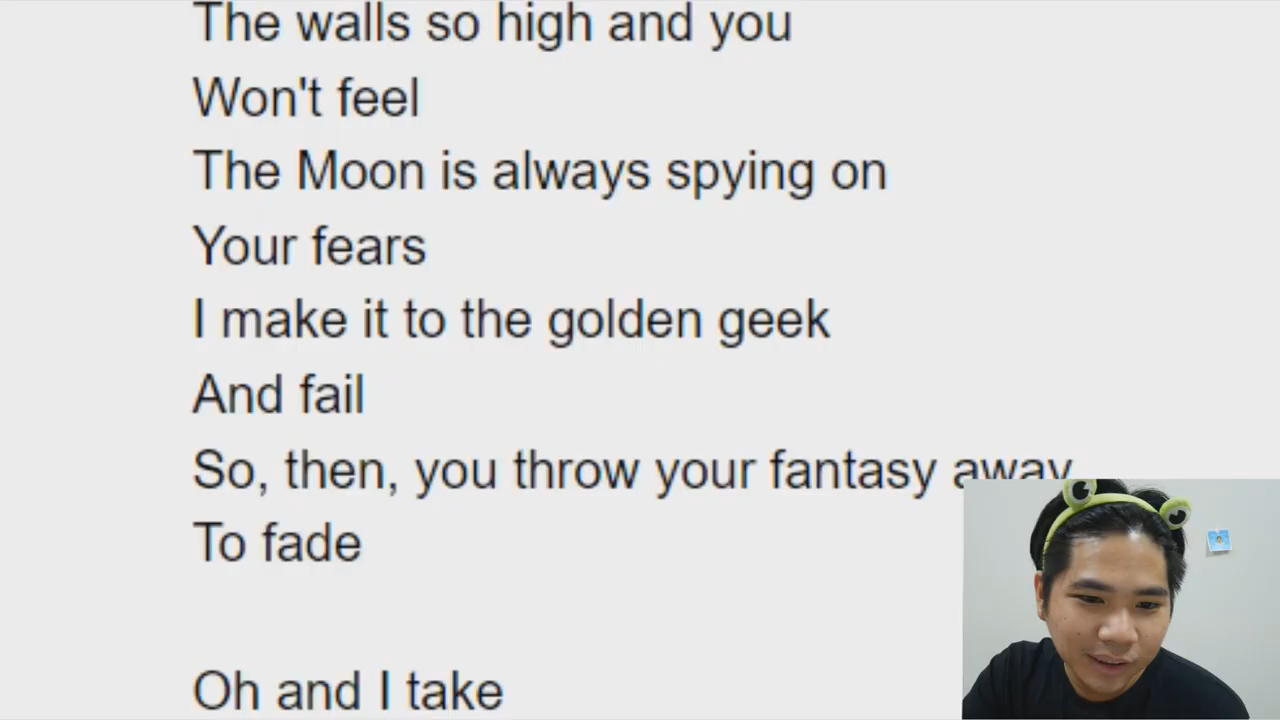 The walls so high and you
Won't feel
The Moon is always spying on
Your fears
I make it to the golden geek
And fail
So, then, you throw your fantasy away
To fade
Oh and I take